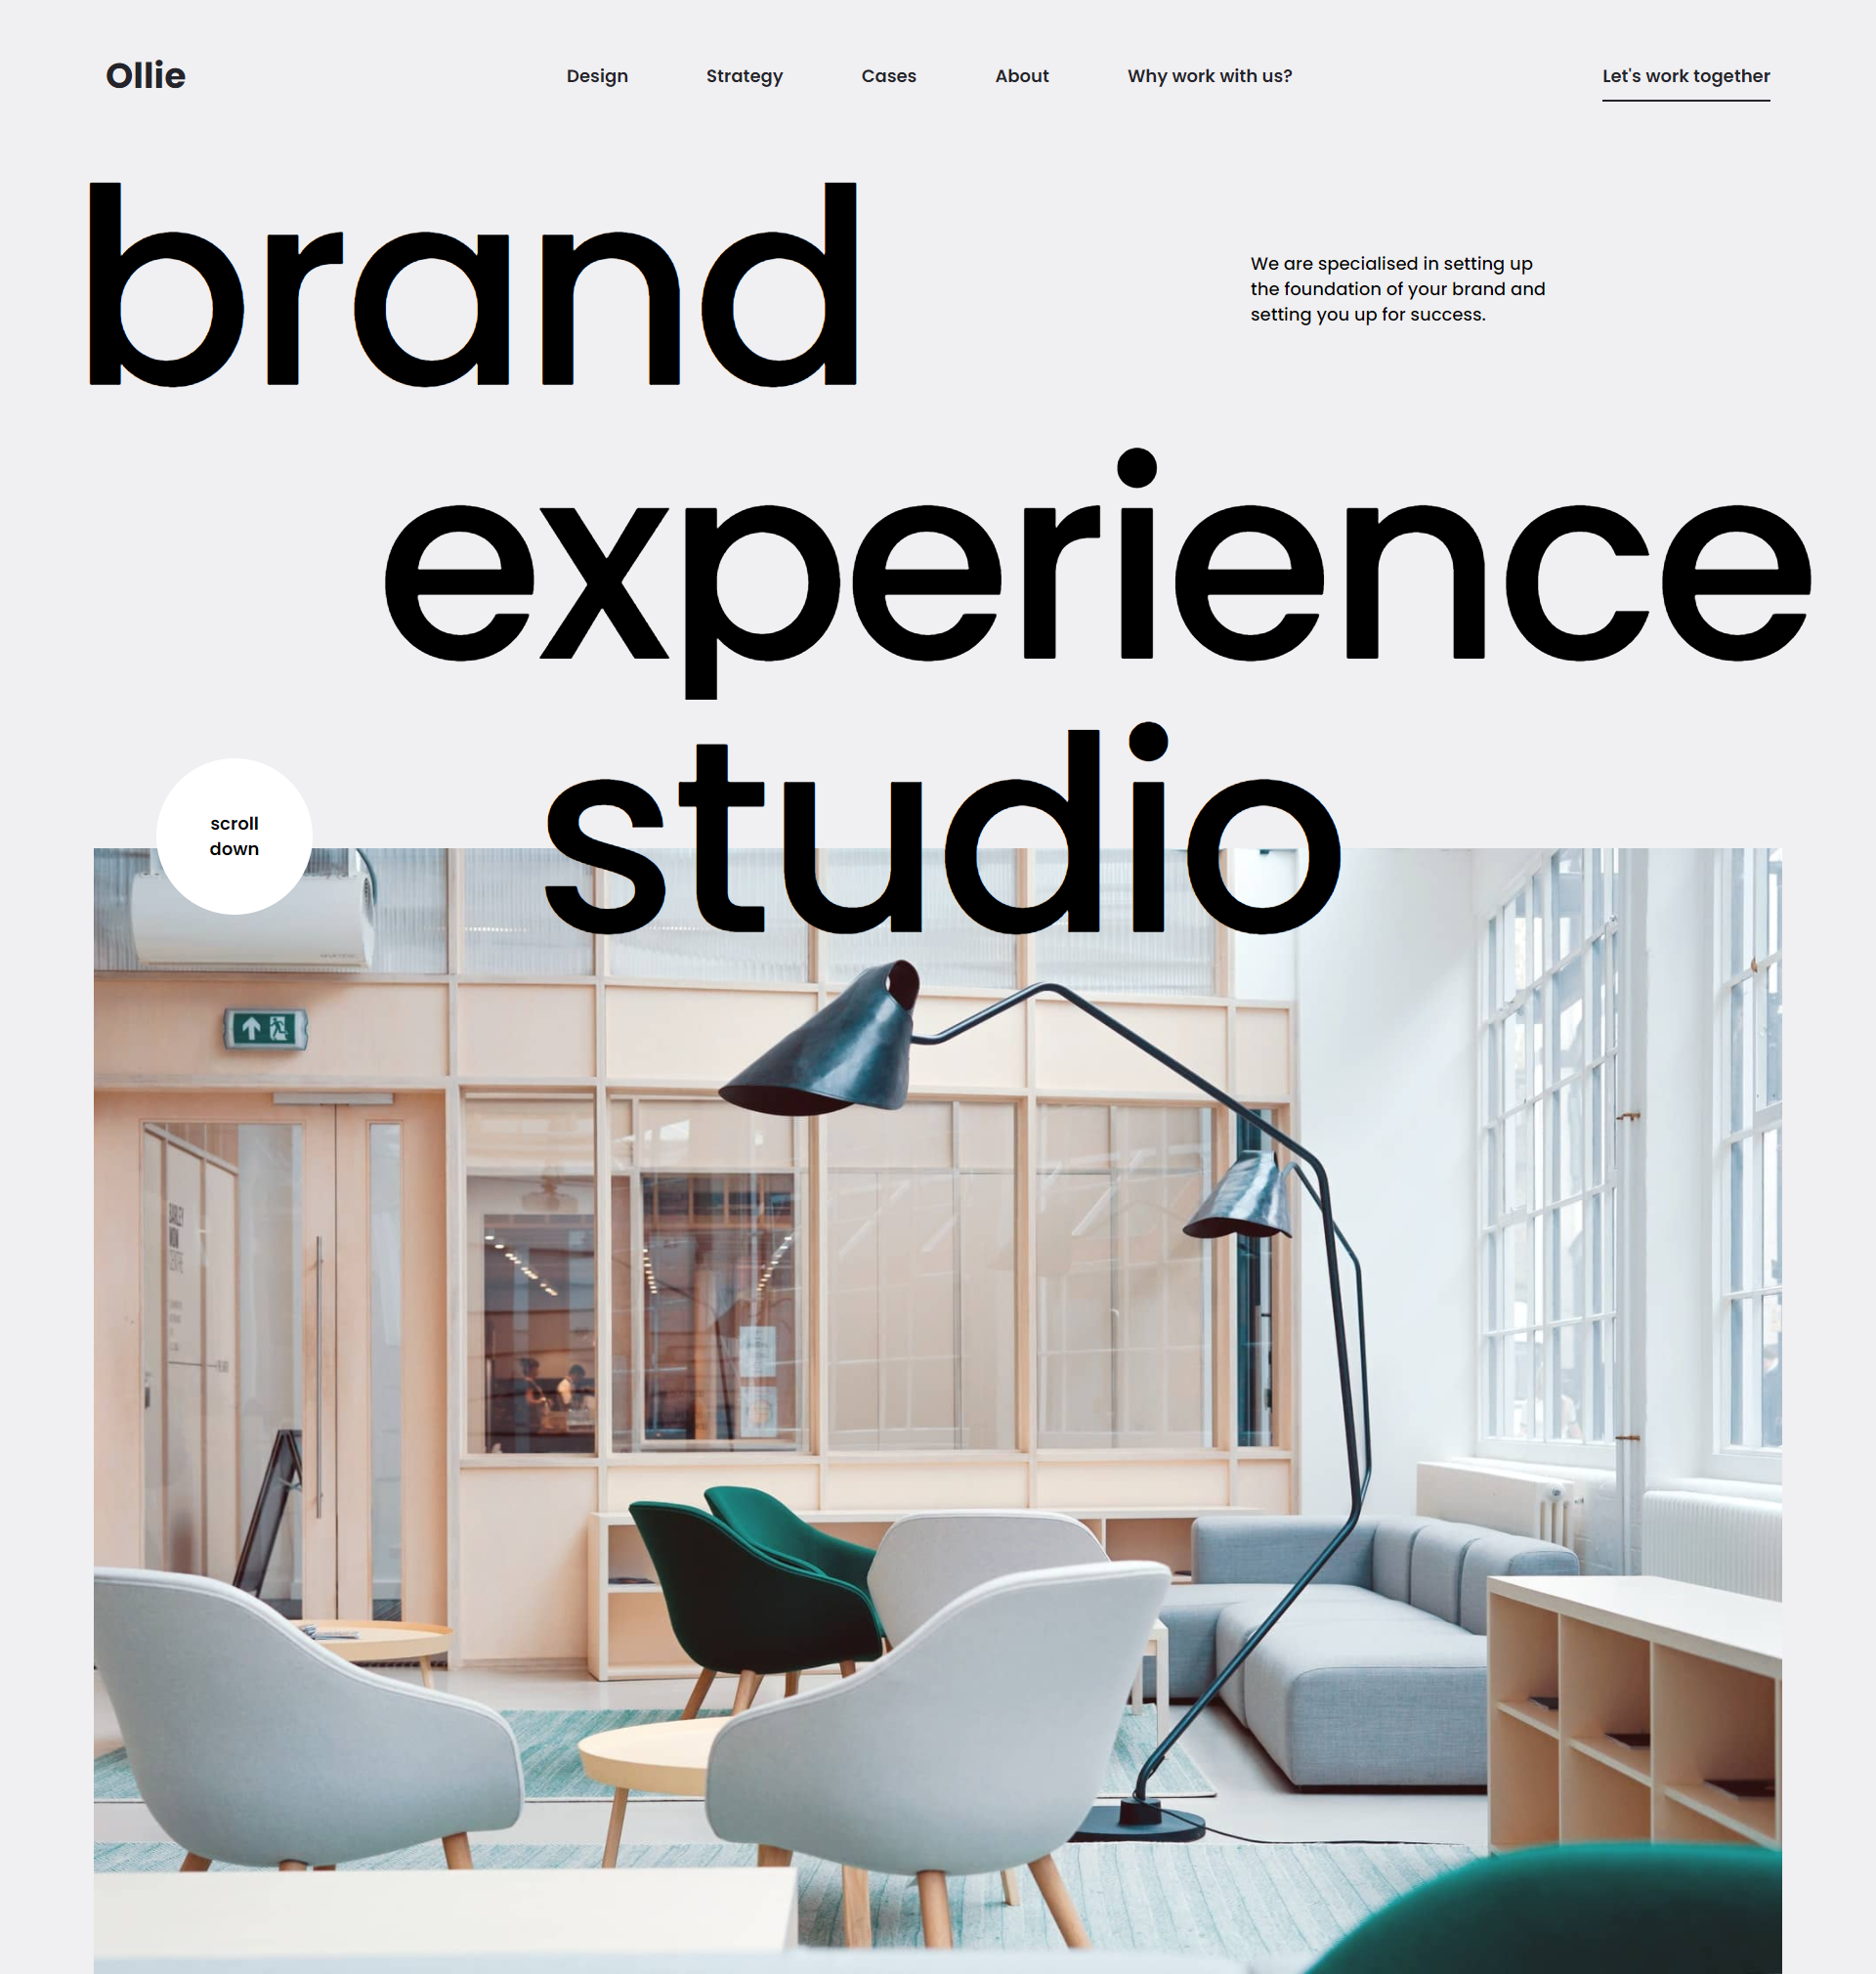 Ollie
Design
Strategy
Cases
About
Why work with us?
Let's work together
brand
We are specialised in setting up
the foundation of your brand and
setting you up for success.
experience
studio
scroll
down